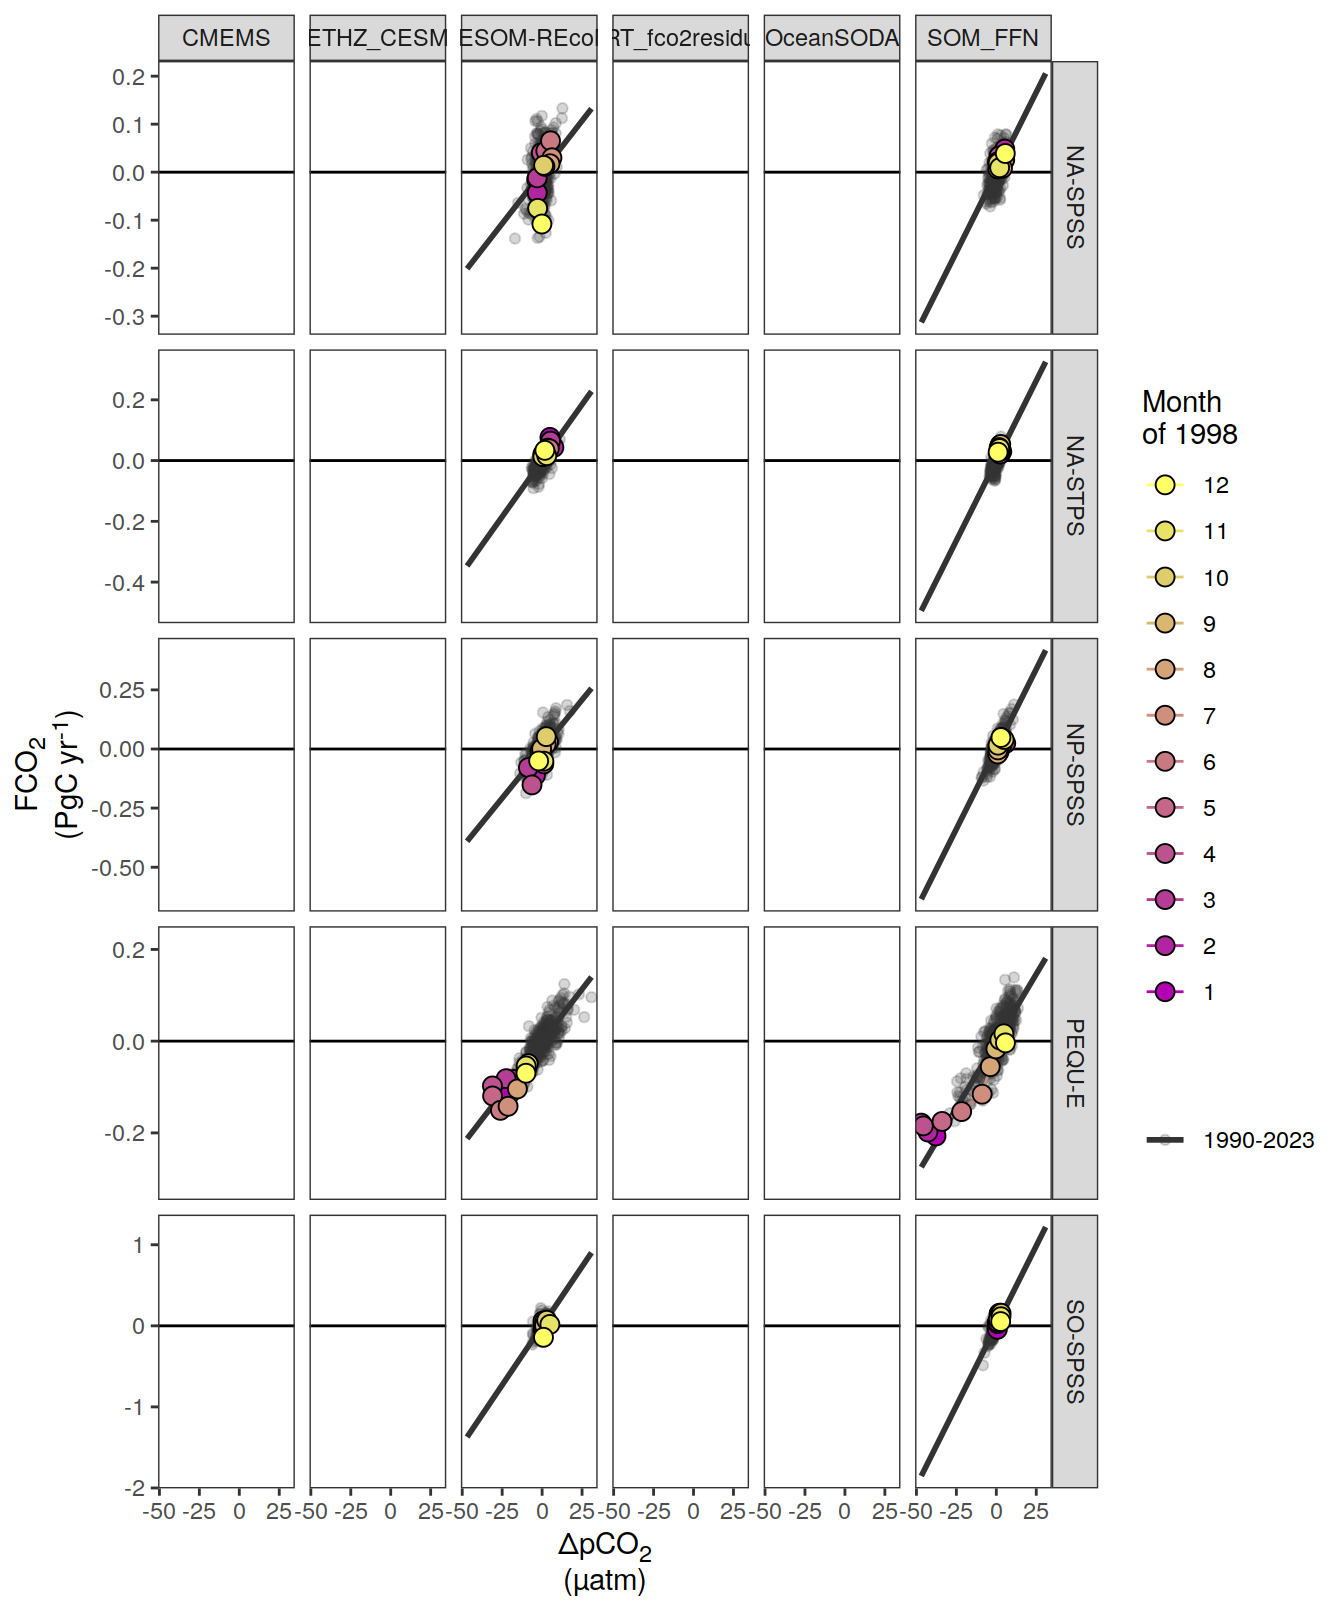 CMEMS ETHZ_CESM ESOM-REcoI RT_fco2residu OceanSODA SOM_FFN
0.2
0.1
0.0
-0.1
-0.2
-0.3
NA-SPSS
0.2
0.0
-0.2
-0.4
NA-STPS
0.25
0.00
-0.25
-0.50
NP-SPSS
0.2
0.0
-0.2
PEQU-E
1
0
-1
-2
SO-SPSS
-50 -25 0 25 -50 -25 0 25 -50 -25 0 25 -50 -25 0 25 -50 -25 0 25 -50 -25 0 25
ΔpCO₂
(µatm)
FCO₂
(PgC yr⁻¹)
Month
of 1998
12
11
10
9
8
7
6
5
4
3
2
1
1990-2023